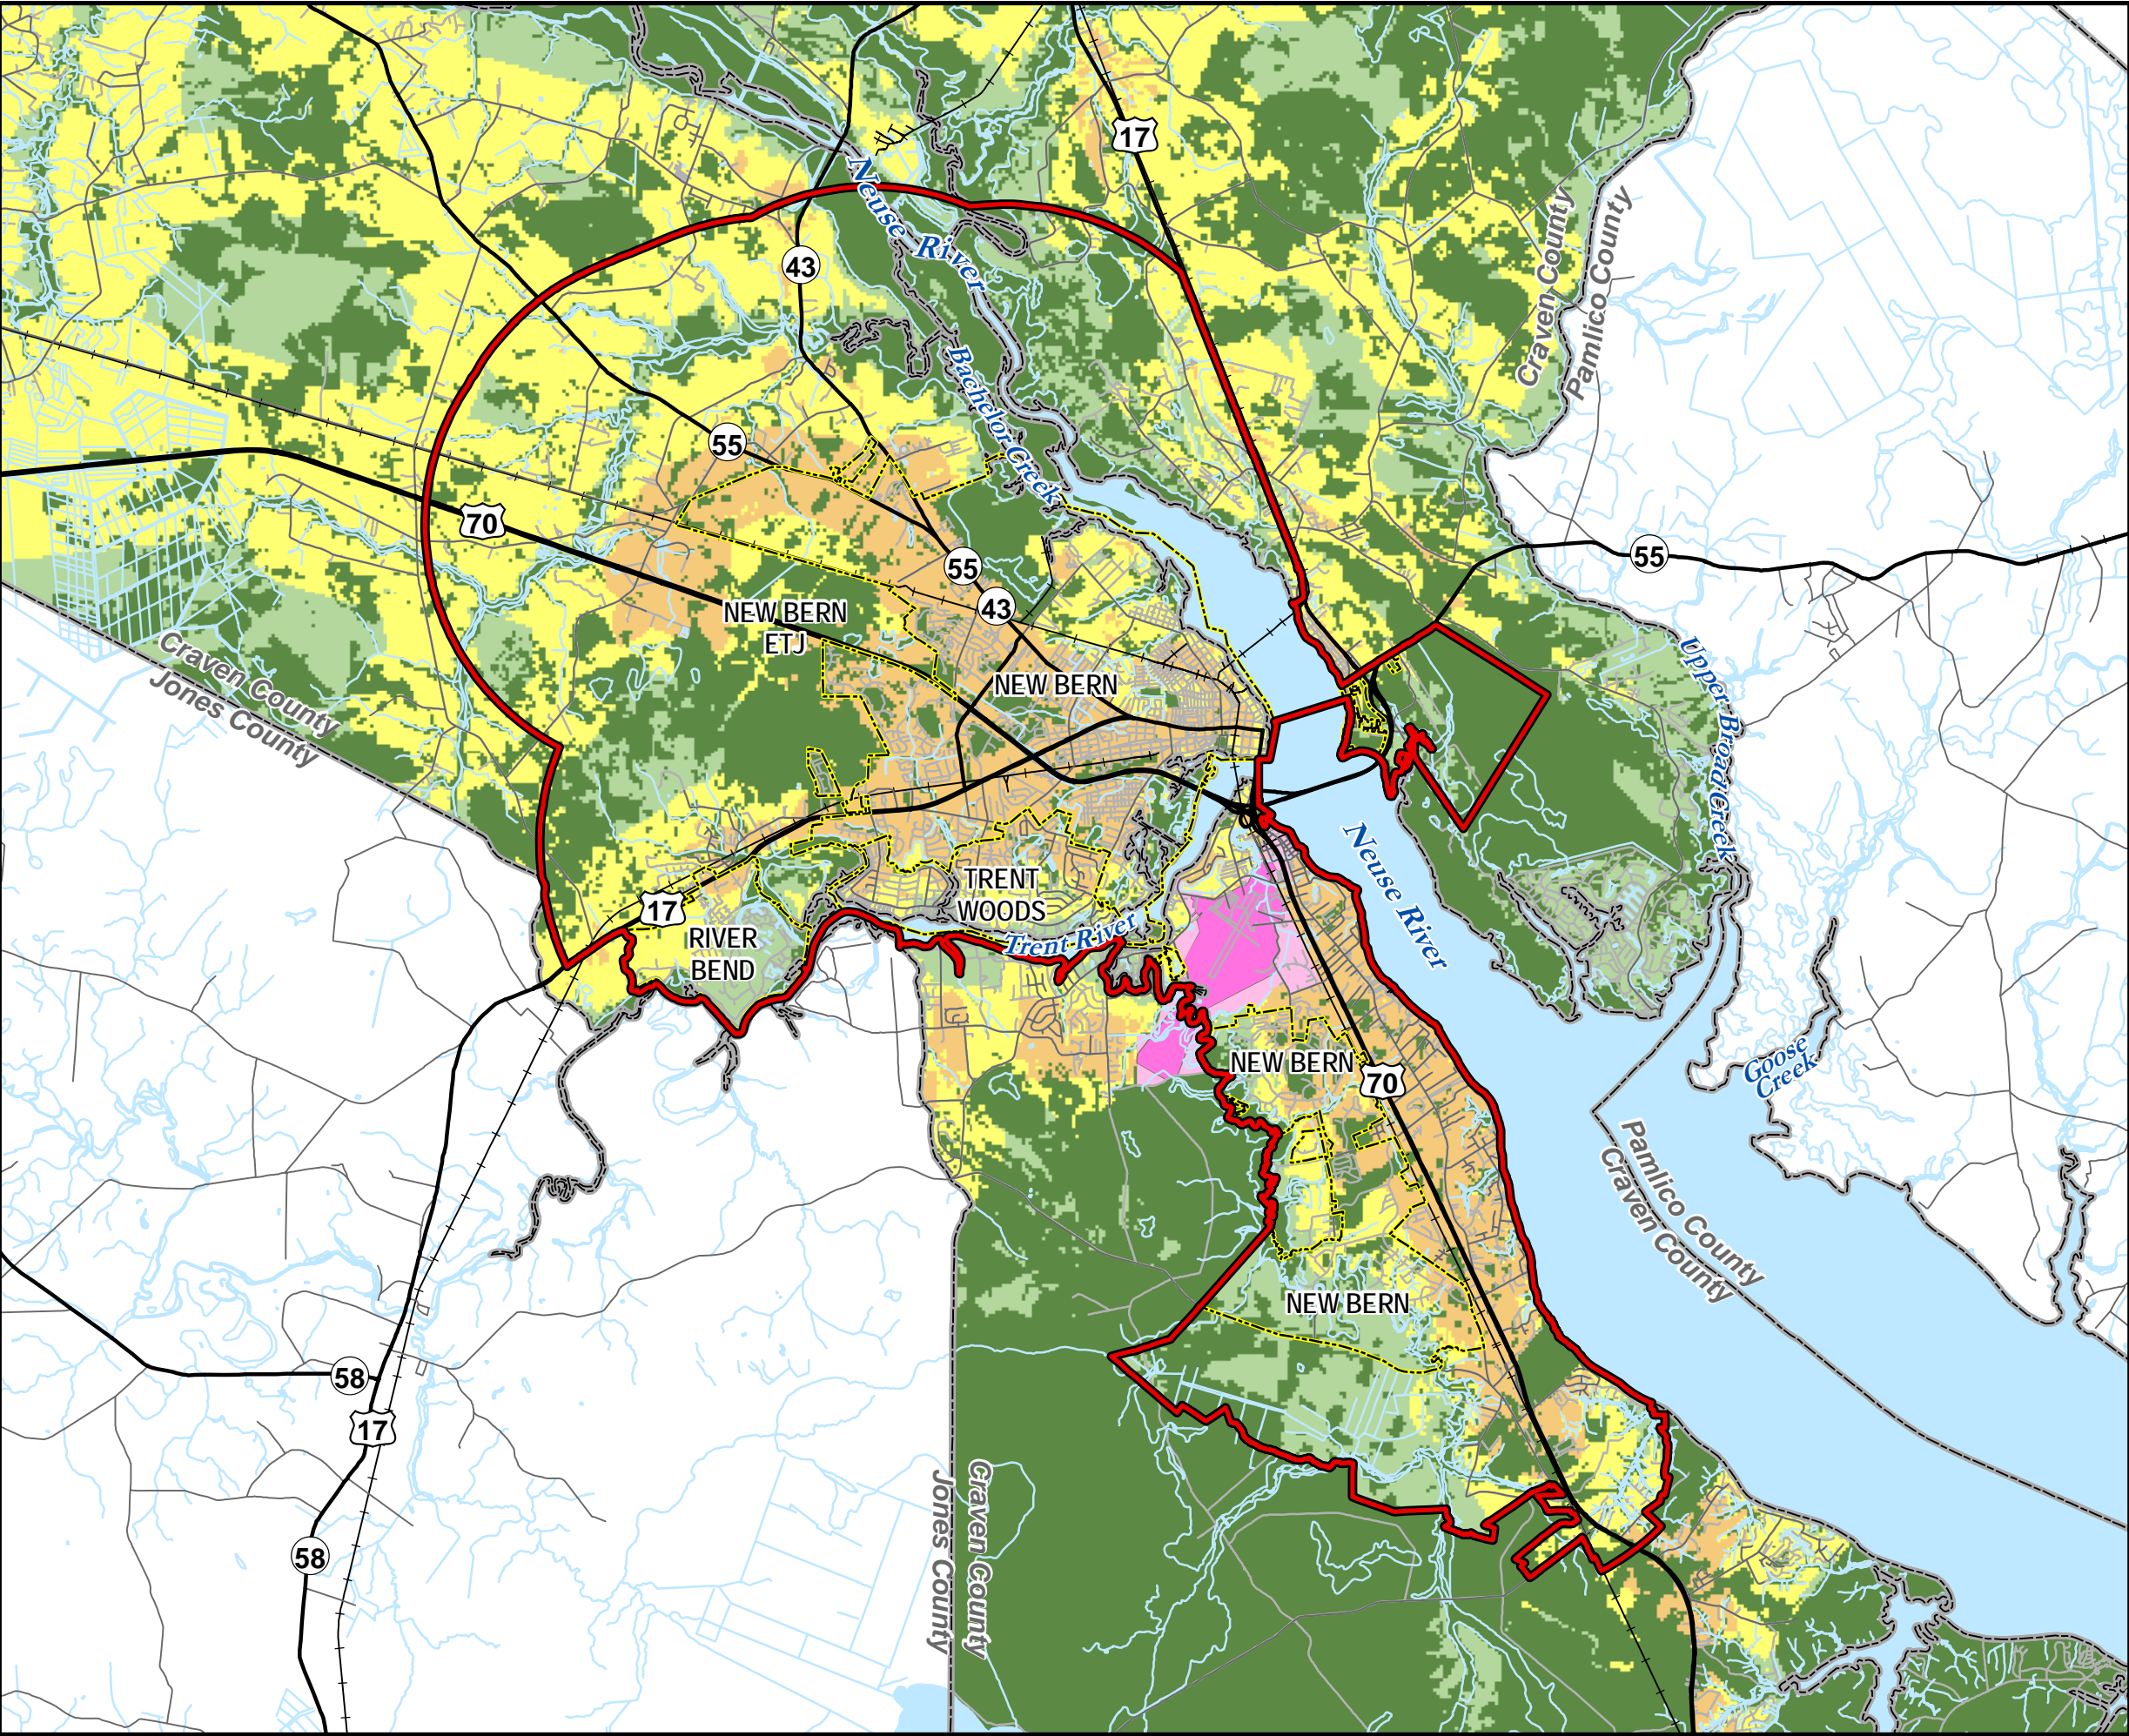 17
Neuse River
43
Craven County
Pamlico County
Bachelor Creek
55
70
55
55
43
NEW BERN
ETJ
NEW BERN
Craven County
Jones County
Upper Broad Creek
Neuse River
TRENT
WOODS
17
RIVER
BEND
Trent River
NEW BERN
70
Goose
Creek
Pamlico County
Craven County
NEW BERN
58
17
58
Jones County
Craven County